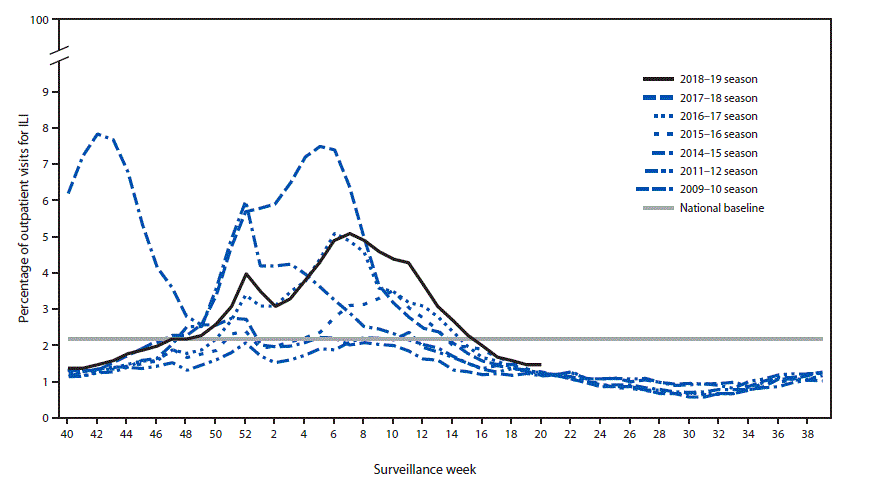 100
9
8
7
6
5
4
3
2
1
0
Percentage of outpatient visits for ILI
2018–19 season
2017–18 season
2016–17 season
2015–16 season
2014–15 season
2011–12 season
2009–10 season
National baseline
40 42 44 46 48 50 52 2 4 6 8 10 12 14 16 18 20 22 24 26 28 30 32 34 36 38
Surveillance week